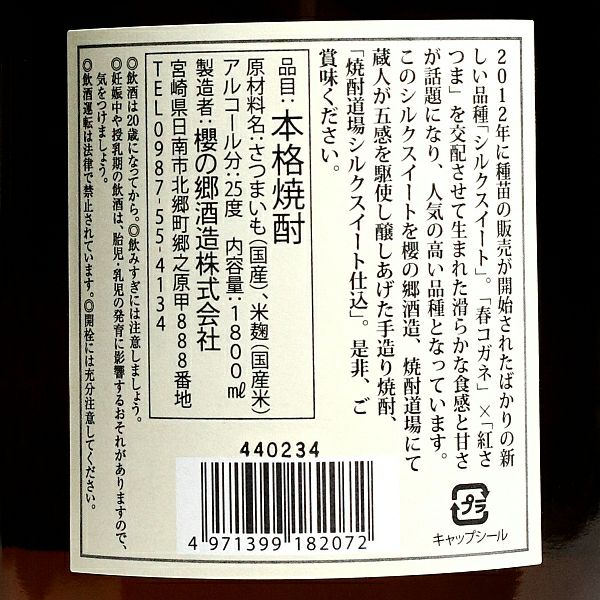 2012年に種苗の販売が開始されたばかりの新
しい品種「シルクスイート」。「春コガネ」×「紅さ
つま」を交配させて生まれた滑らかな食感と甘さ
が話題になり、人気の高い品種となっています。
このシルクスイートを櫻の郷酒造、焼酎道場にて
蔵人が五感を駆使し醸しあげた手造り焼酎、
「焼酎道場シルクスイート仕込」。是非、ご
賞味ください。
品目:本格焼酎
原材料名:さつまいも(国産)、米麹(国産米)
アルコール分:25度 内容量:1800㎖
製造者:櫻の郷酒造株式会社
宮崎県日南市北郷町郷之原甲888番地
TEL0987-55-4134
◎飲酒は20歳になってから。◎飲みすぎには注意しましょう。
◎妊娠中や授乳期の飲酒は、胎児・乳児の発育に影響するおそれがありますので、
気をつけましょう。
◎飲酒運転は法律で禁止されています。◎開栓には充分注意してください。
440234
4 971399 182072
プラ
キャップシール